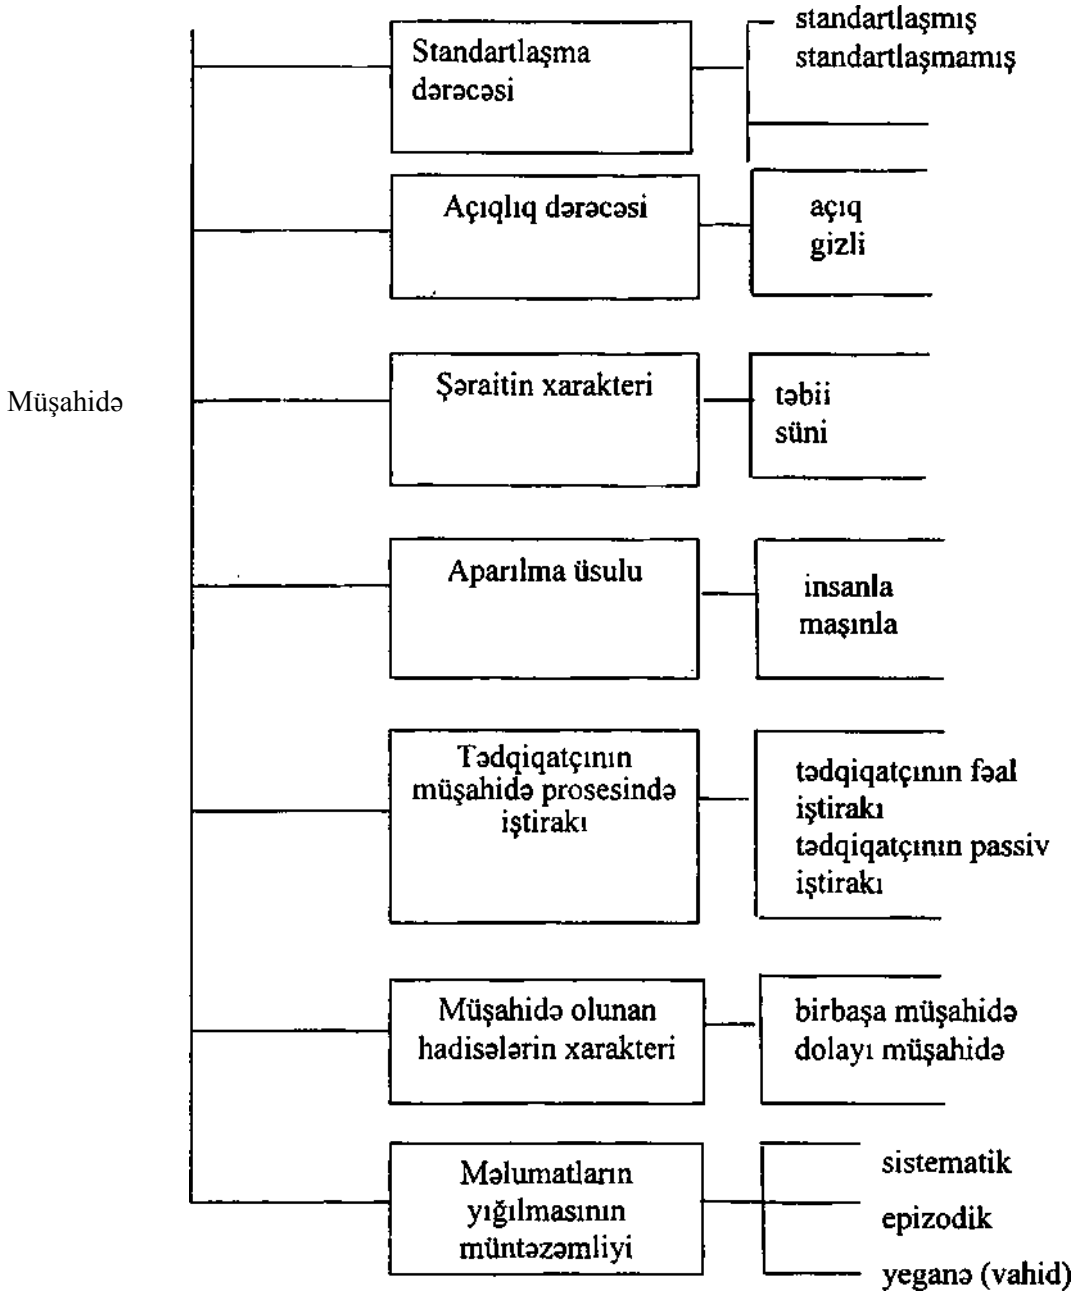 standartlaşmış
Standartlaşma
dərəcəsi
standartlaşmamış
Açıqlıq dərəcəsi
açıq
gizli
Müşahidə
Şəraitin xarakteri
təbii
süni
Aparılma üsulu
insanla
maşınla
Tədqiqatçının
müşahidə prosesində
iştirakı
tədqiqatçının fəal
iştirakı
tədqiqatçının passiv
iştirakı
Müşahidə olunan
hadisələrin xarakteri
birbaşa müşahidə
dolayı müşahidə
Məlumatların
yığılmasının
müntəzəmliyi
sistematik
epizodik
yeganə (vahid)